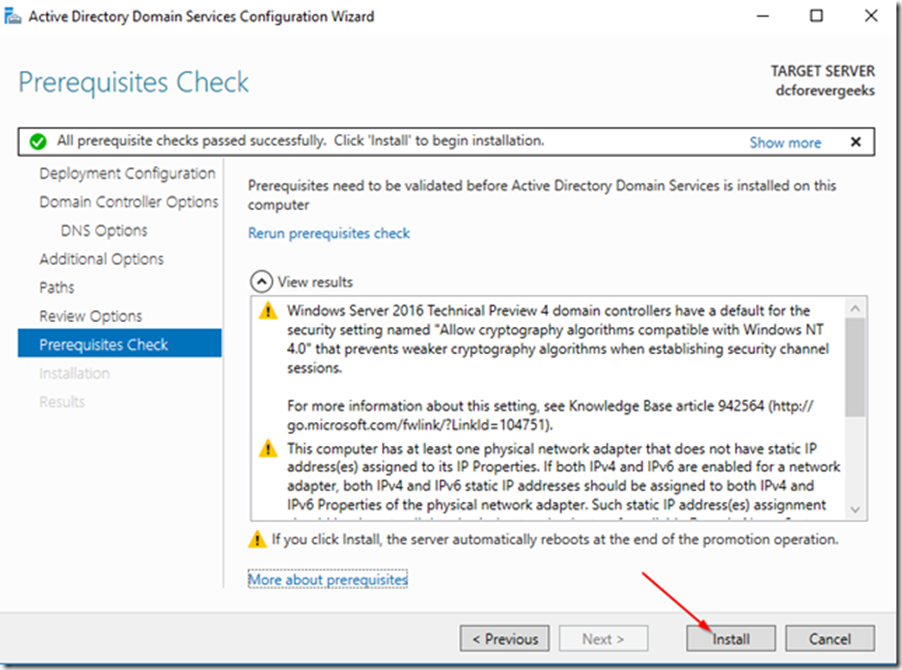 Active Directory Domain Services Configuration Wizard
Prerequisites Check
TARGET SERVER
dcforevergeeks
All prerequisite checks passed successfully. Click 'Install' to begin installation.
Show more
Deployment Configuration
Domain Controller Options
DNS Options
Additional Options
Paths
Review Options
Prerequisites Check
Installation
Results
Prerequisites need to be validated before Active Directory Domain Services is installed on this
computer
Rerun prerequisites check
View results
Windows Server 2016 Technical Preview 4 domain controllers have a default for the
security setting named "Allow cryptography algorithms compatible with Windows NT
4.0" that prevents weaker cryptography algorithms when establishing security channel
sessions.
For more information about this setting, see Knowledge Base article 942564 (http://
go.microsoft.com/fwlink/?LinkId=104751).
This computer has at least one physical network adapter that does not have static IP
address(es) assigned to its IP Properties. If both IPv4 and IPv6 are enabled for a network
adapter, both IPv4 and IPv6 static IP addresses should be assigned to both IPv4 and
IPv6 Properties of the physical network adapter. Such static IP address(es) assignment
If you click Install, the server automatically reboots at the end of the promotion operation.
More about prerequisites
< Previous
Next >
Install
Cancel